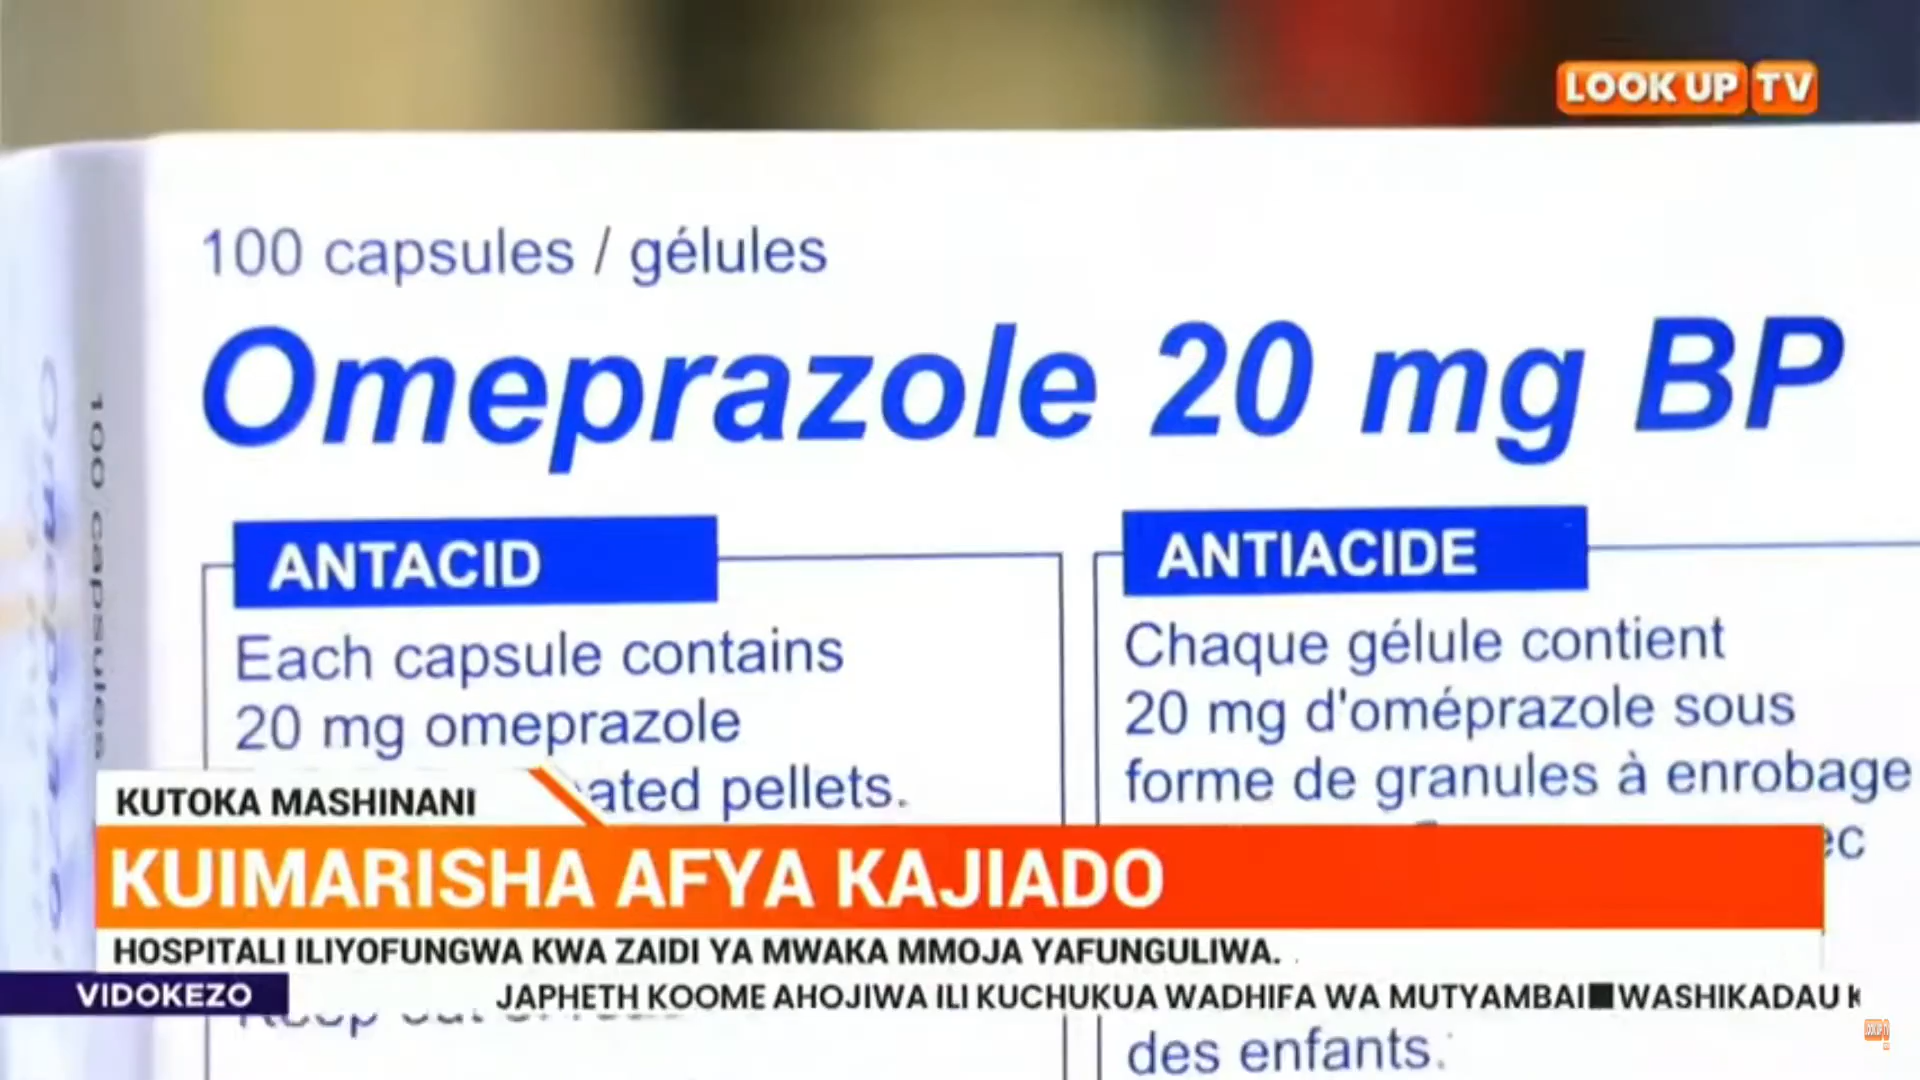 LOOK UP TV
100 capsules / gélules
Omeprazole 20 mg BP
100 capsules
ANTACID
Each capsule contains
20 mg omeprazole
pellets.
ANTIACIDE
Chaque gélule contient
20 mg d'oméprazole sous
forme de granules à enrobage
KUTOKA MASHINANI
KUIMARISHA AFYA KAJIADO
HOSPITALI ILIYOFUNGWA KWA ZAIDI YA MWAKA MMOJA YAFUNGULIWA.
VIDOKEZO
JAPHETH KOOME AHOJIWA ILI KUCHUKUA WADHIFA WA MUTYAMBAI■WASHIKADAU
des enfants.